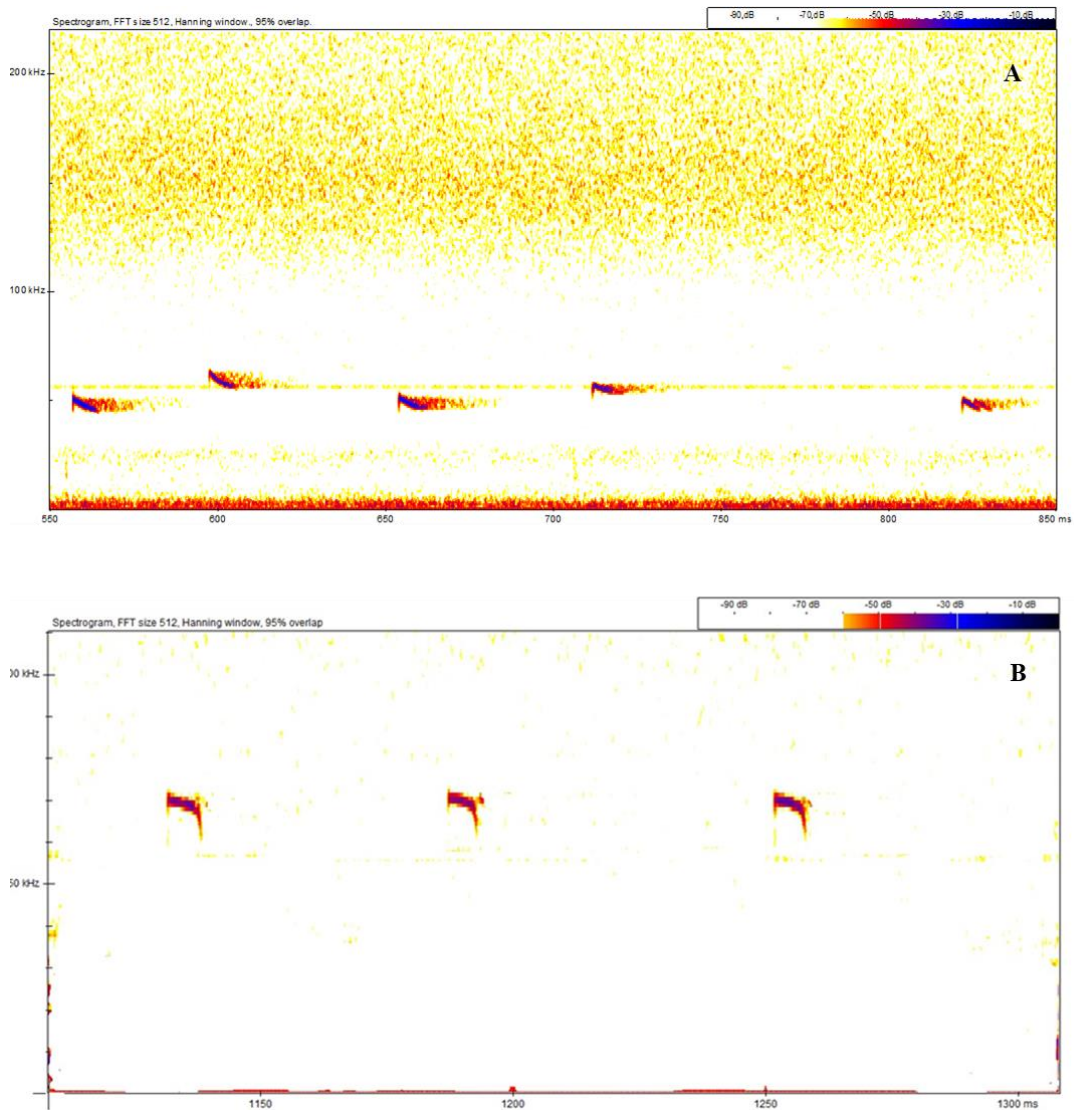 Spectrogram, FFT size 512, Hanning window., 95% overlap.
-90,dB -70,dB -50,dB -30,dB -10,dB
200 kHz
A
100 kHz
550 600 650 700 750 800 850 ms
Spectrogram, FFT size 512, Hanning window, 95% overlap
-90 dB -70 dB -50 dB -30 dB -10 dB
00 kHz
B
50 kHz
1150 1200 1250 1300 ms